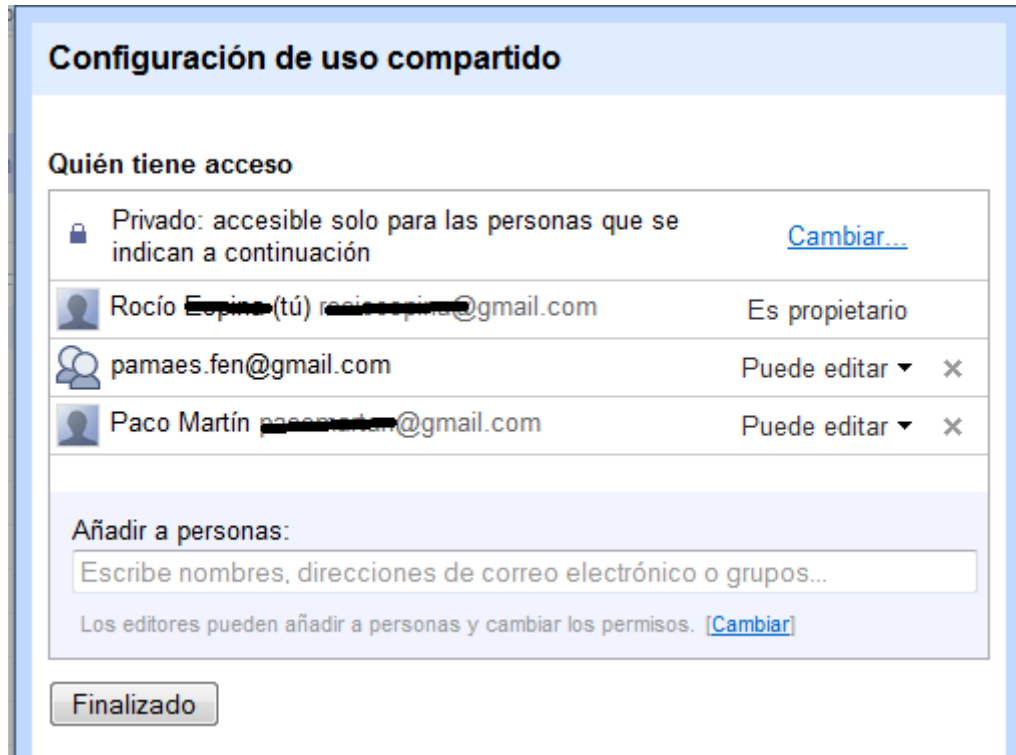 Configuración de uso compartido
Quién tiene acceso
Privado: accesible solo para las personas que se
indican a continuación
Cambiar...
Rocío (tú) @gmail.com
Es propietario
pamaes.fen@gmail.com
Puede editar
Paco Martín @gmail.com
Puede editar
Añadir a personas:
Escribe nombres, direcciones de correo electrónico o grupos...
Los editores pueden añadir a personas y cambiar los permisos. [Cambiar]
Finalizado